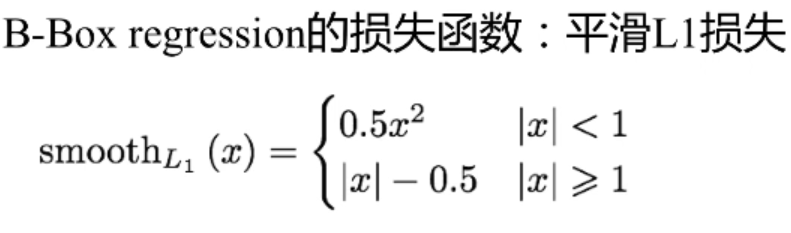 B-Box regression的损失函数：平滑L1损失
smooth_{L_1} (x) = { 0.5x^2 |x| < 1
|x| − 0.5 |x| ⩾ 1